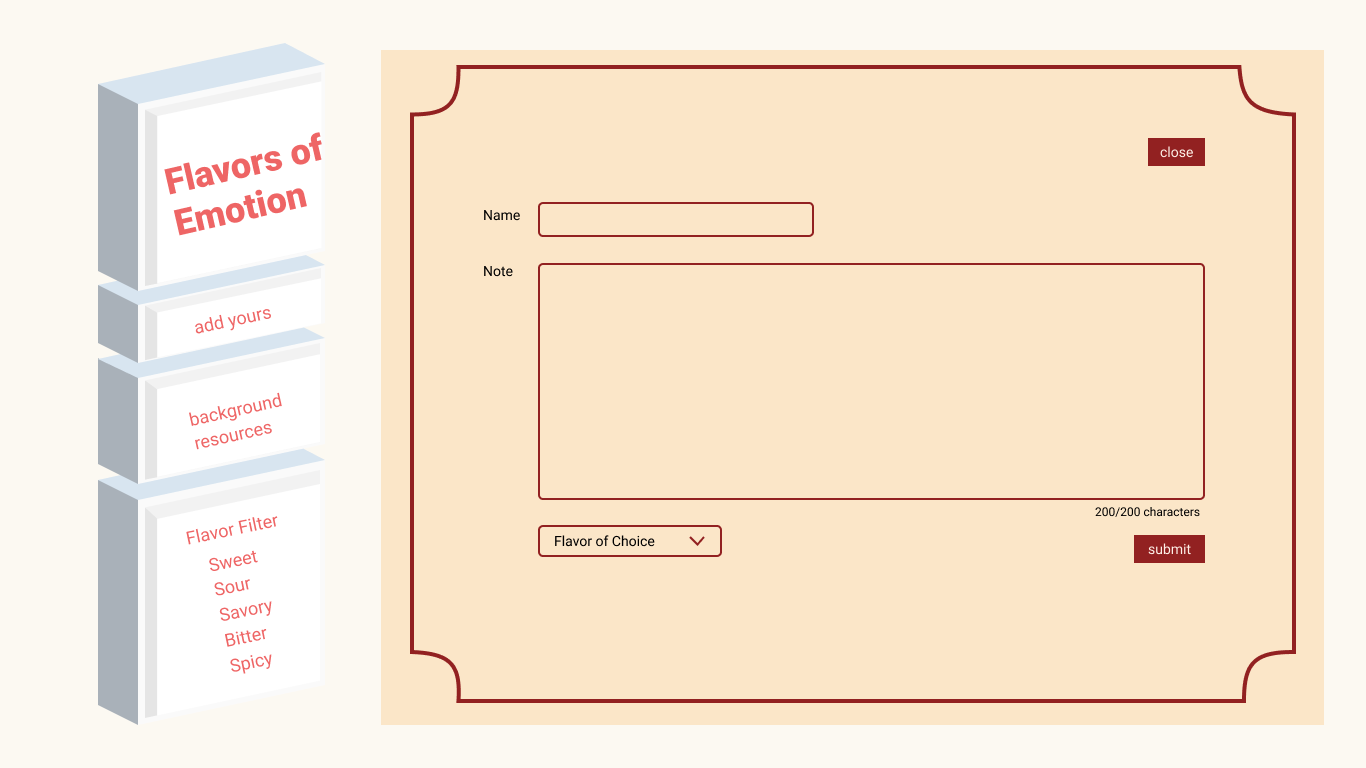 Flavors of
Emotion
add yours
background
resources
Flavor Filter
Sweet
Sour
Savory
Bitter
Spicy
close
Name
Note
200/200 characters
Flavor of Choice
submit